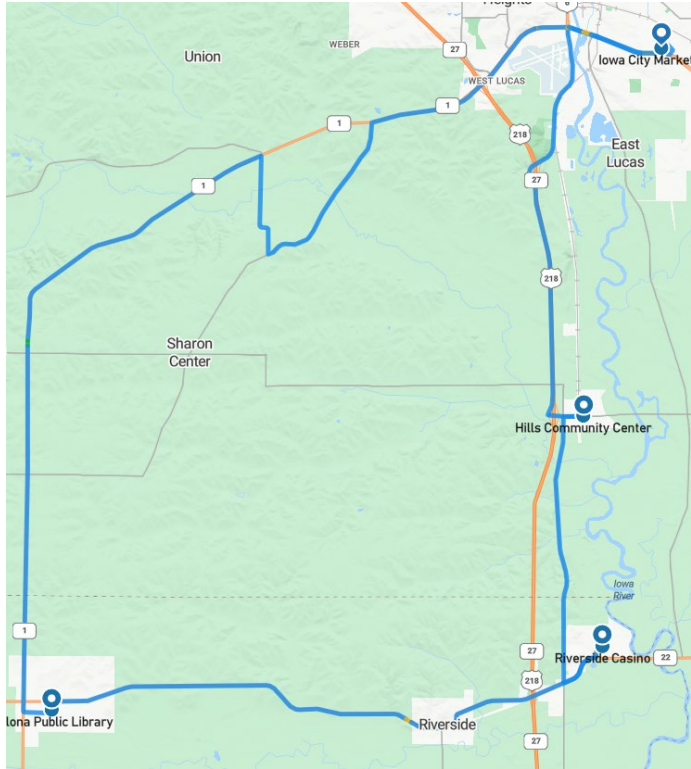 Heights
6
Union
WEBER
27
Iowa City Market
WEST LUCAS
1
1
218
East
Lucas
27
1
218
Sharon
Center
Hills Community Center
Iowa
River
1
27
Riverside Casino
22
218
lona Public Library
Riverside
27